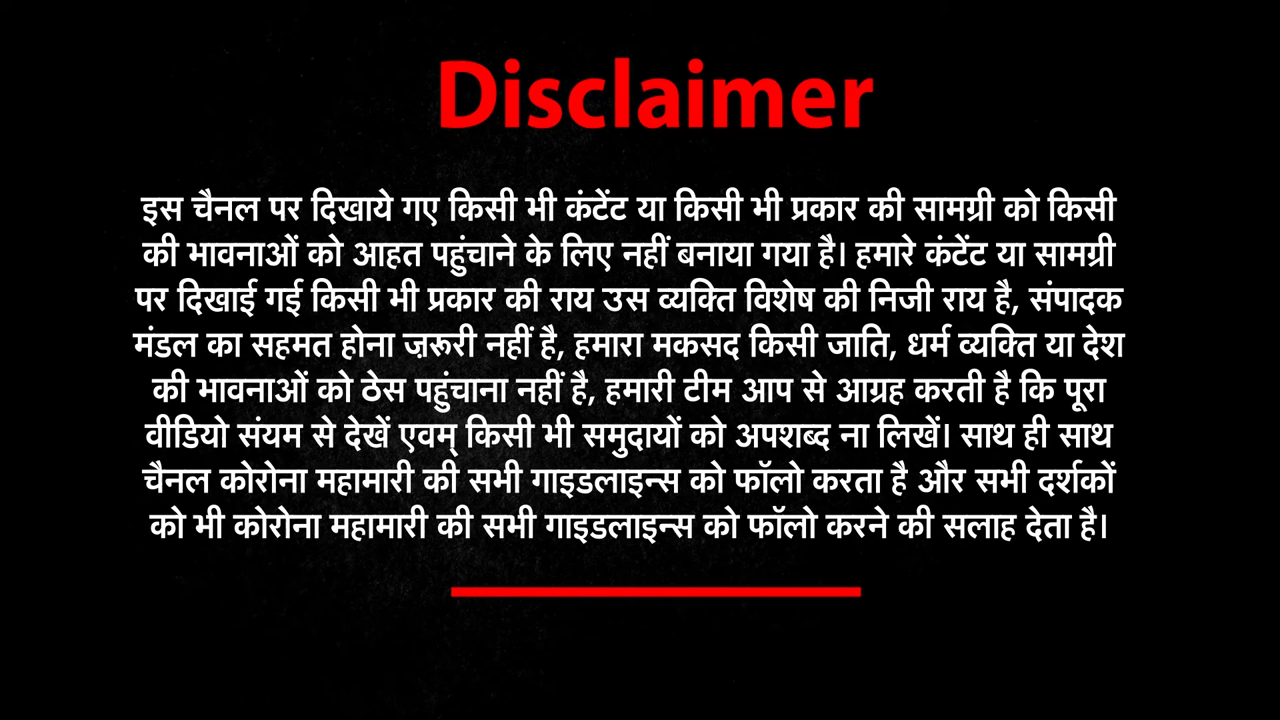 Disclaimer
इस चैनल पर दिखाये गए किसी भी कंटेंट या किसी भी प्रकार की सामग्री को किसी
की भावनाओं को आहत पहुंचाने के लिए नहीं बनाया गया है। हमारे कंटेंट या सामग्री
पर दिखाई गई किसी भी प्रकार की राय उस व्यक्ति विशेष की निजी राय है, संपादक
मंडल का सहमत होना ज़रूरी नहीं है, हमारा मकसद किसी जाति, धर्म व्यक्ति या देश
की भावनाओं को ठेस पहुंचाना नहीं है, हमारी टीम आप से आग्रह करती है कि पूरा
वीडियो संयम से देखें एवम् किसी भी समुदायों को अपशब्द ना लिखें। साथ ही साथ
चैनल कोरोना महामारी की सभी गाइडलाइन्स को फॉलो करता है और सभी दर्शकों
को भी कोरोना महामारी की सभी गाइडलाइन्स को फॉलो करने की सलाह देता है।